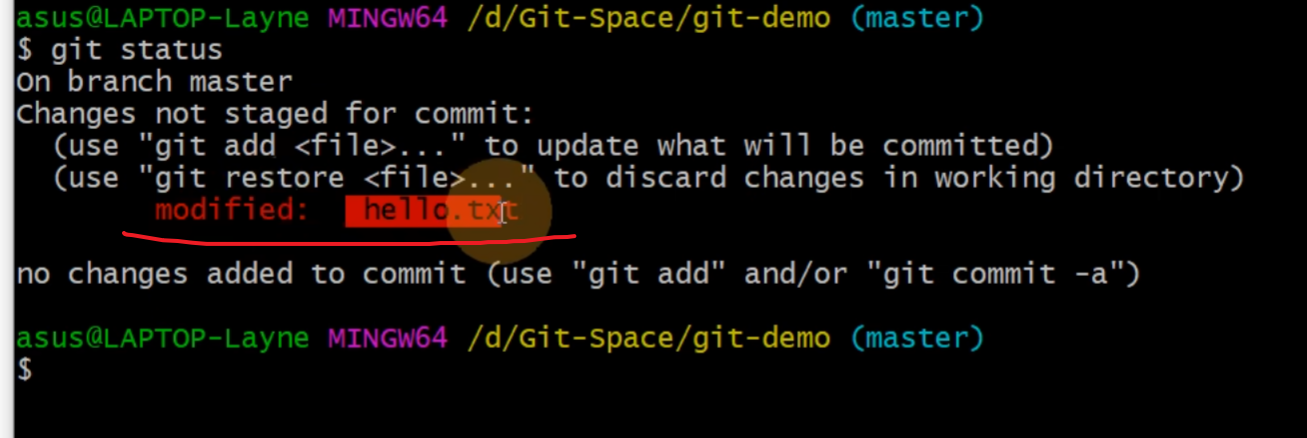 asus@LAPTOP-Layne MINGW64 /d/Git-Space/git-demo (master)
$ git status
On branch master
Changes not staged for commit:
  (use "git add <file>..." to update what will be committed)
  (use "git restore <file>..." to discard changes in working directory)
        modified:   hello.txt
no changes added to commit (use "git add" and/or "git commit -a")
asus@LAPTOP-Layne MINGW64 /d/Git-Space/git-demo (master)
$